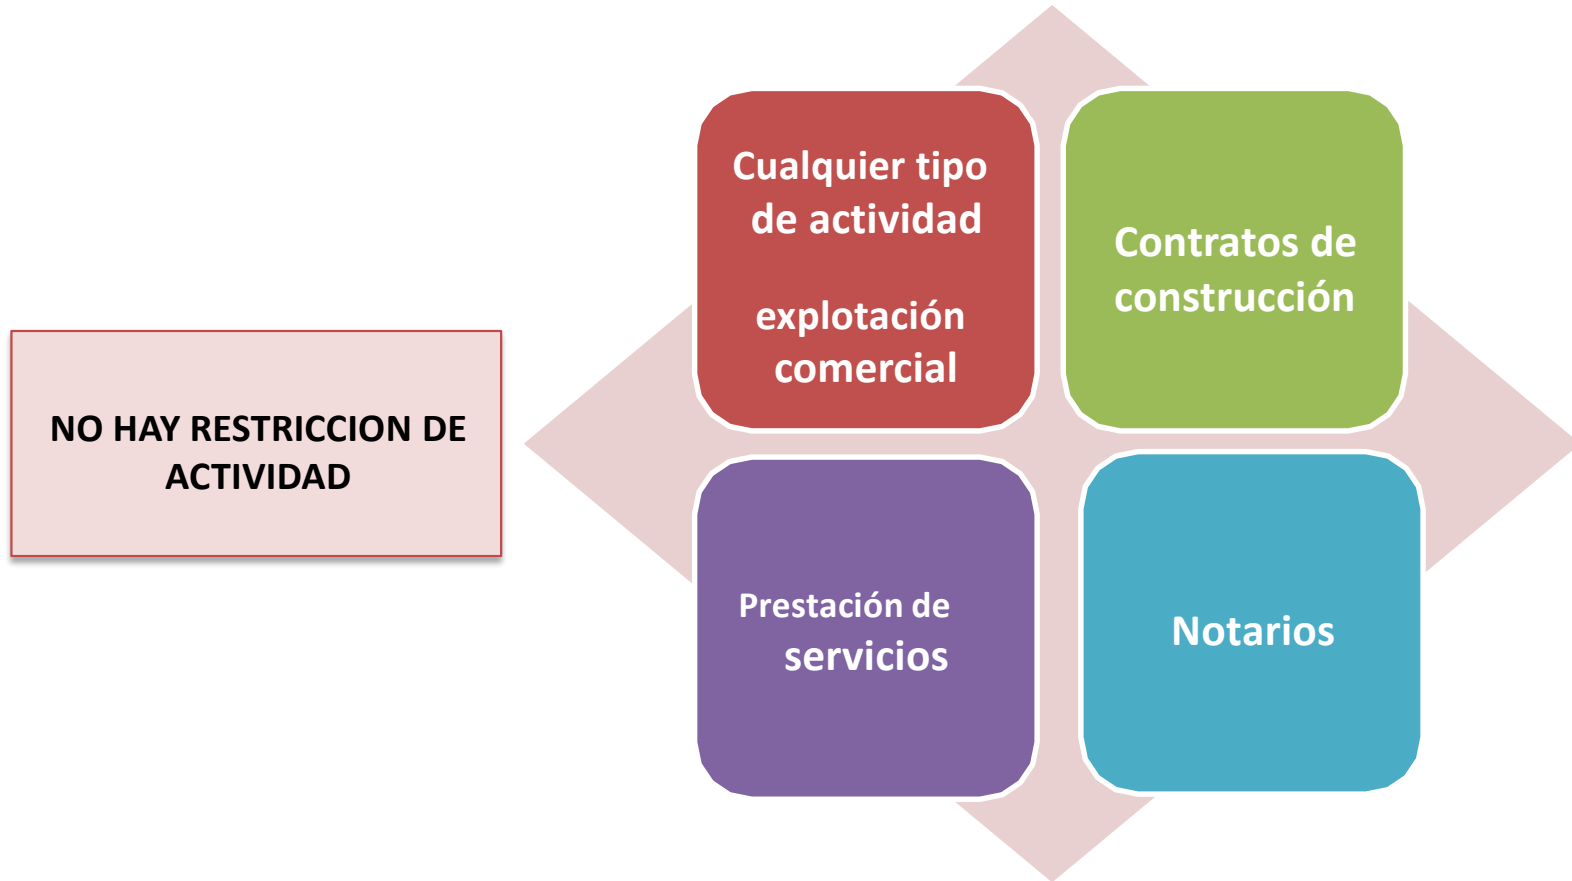 NO HAY RESTRICCION DE
ACTIVIDAD
Cualquier tipo
de actividad
explotación
comercial
Contratos de
construcción
Prestación de
servicios
Notarios